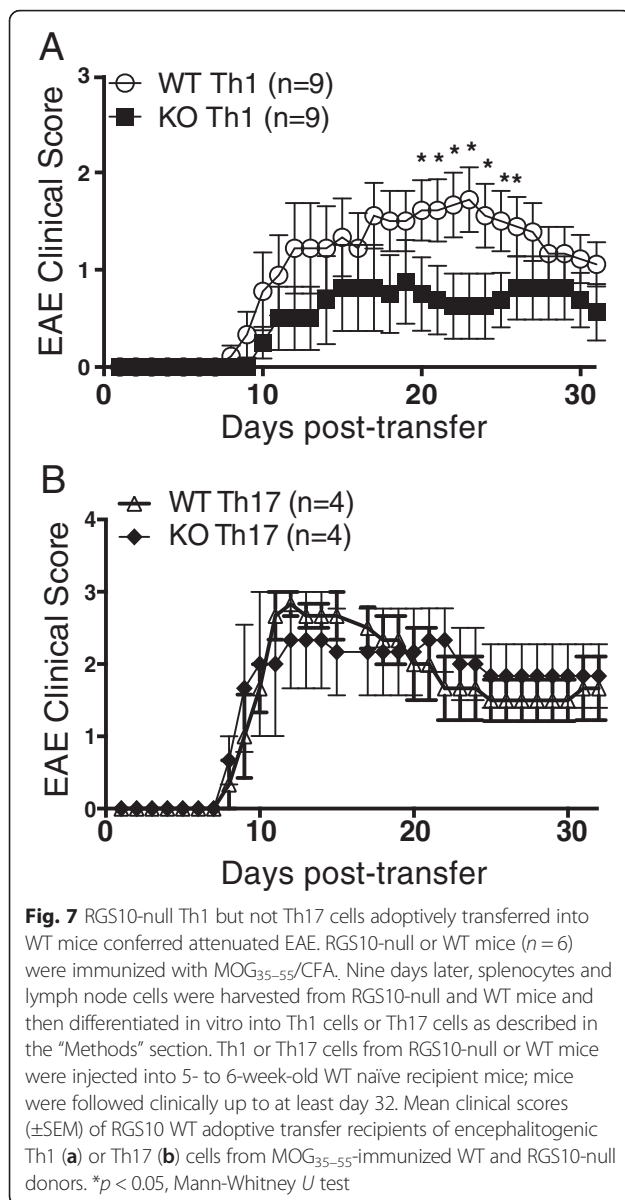 A
3
WT Th1 (n=9)
KO Th1 (n=9)
* * * * * * *
2
1
0
EAE Clinical Score
0 10 20 30
Days post-transfer
B
4
WT Th17 (n=4)
KO Th17 (n=4)
3
2
1
0
EAE Clinical Score
0 10 20 30
Days post-transfer
Fig. 7 RGS10-null Th1 but not Th17 cells adoptively transferred into
WT mice conferred attenuated EAE. RGS10-null or WT mice (n = 6)
were immunized with MOG35–55/CFA. Nine days later, splenocytes and
lymph node cells were harvested from RGS10-null and WT mice and
then differentiated in vitro into Th1 cells or Th17 cells as described in
the “Methods” section. Th1 or Th17 cells from RGS10-null or WT mice
were injected into 5- to 6-week-old WT naïve recipient mice; mice
were followed clinically up to at least day 32. Mean clinical scores
(±SEM) of RGS10 WT adoptive transfer recipients of encephalitogenic
Th1 (a) or Th17 (b) cells from MOG35–55-immunized WT and RGS10-null
donors. *p < 0.05, Mann-Whitney U test